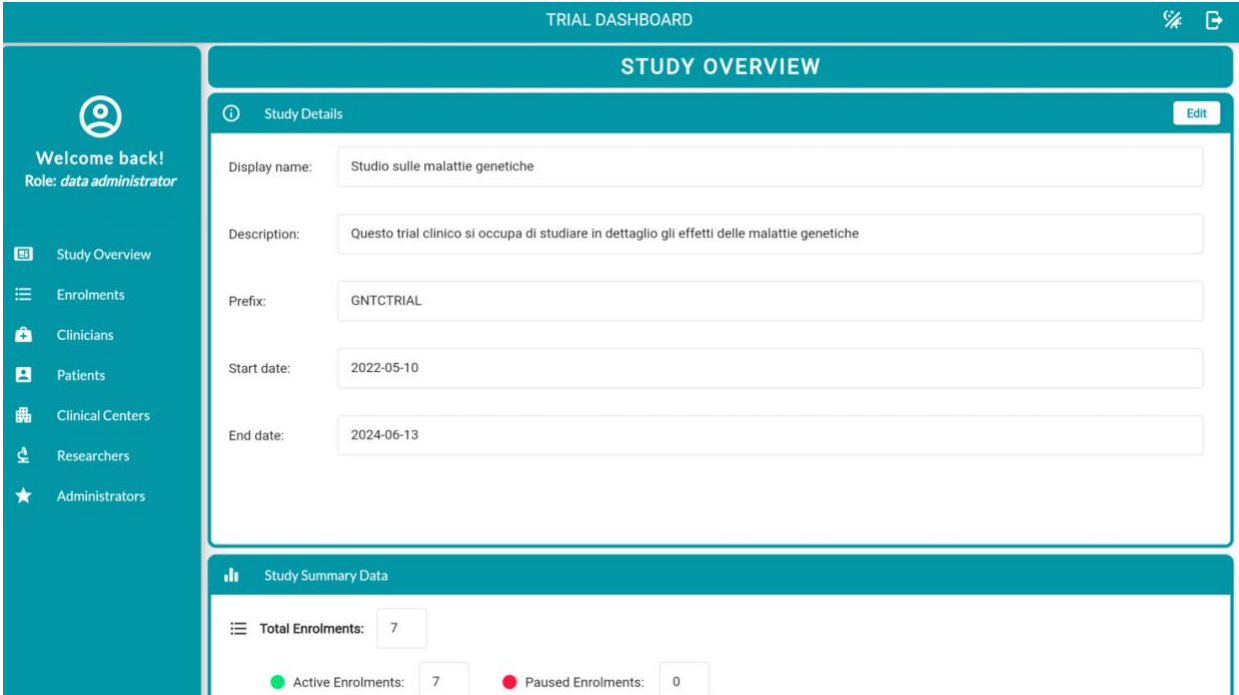 TRIAL DASHBOARD
Welcome back!
Role: data administrator
Study Overview
Enrolments
Clinicians
Patients
Clinical Centers
Researchers
Administrators
STUDY OVERVIEW
Study Details
Edit
Display name: Studio sulle malattie genetiche
Description: Questo trial clinico si occupa di studiare in dettaglio gli effetti delle malattie genetiche
Prefix: GNTCTRIAL
Start date: 2022-05-10
End date: 2024-06-13
Study Summary Data
Total Enrolments: 7
Active Enrolments: 7 Paused Enrolments: 0